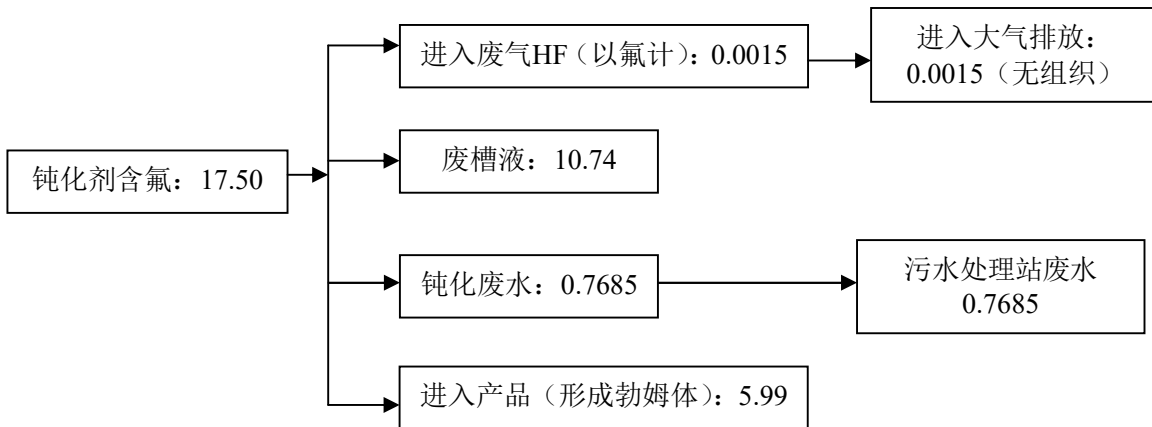 进入废气HF（以氟计）：0.0015
进入大气排放：
0.0015（无组织）
废槽液：10.74
钝化剂含氟：17.50
钝化废水：0.7685
污水处理站废水
0.7685
进入产品（形成勃姆体）：5.99